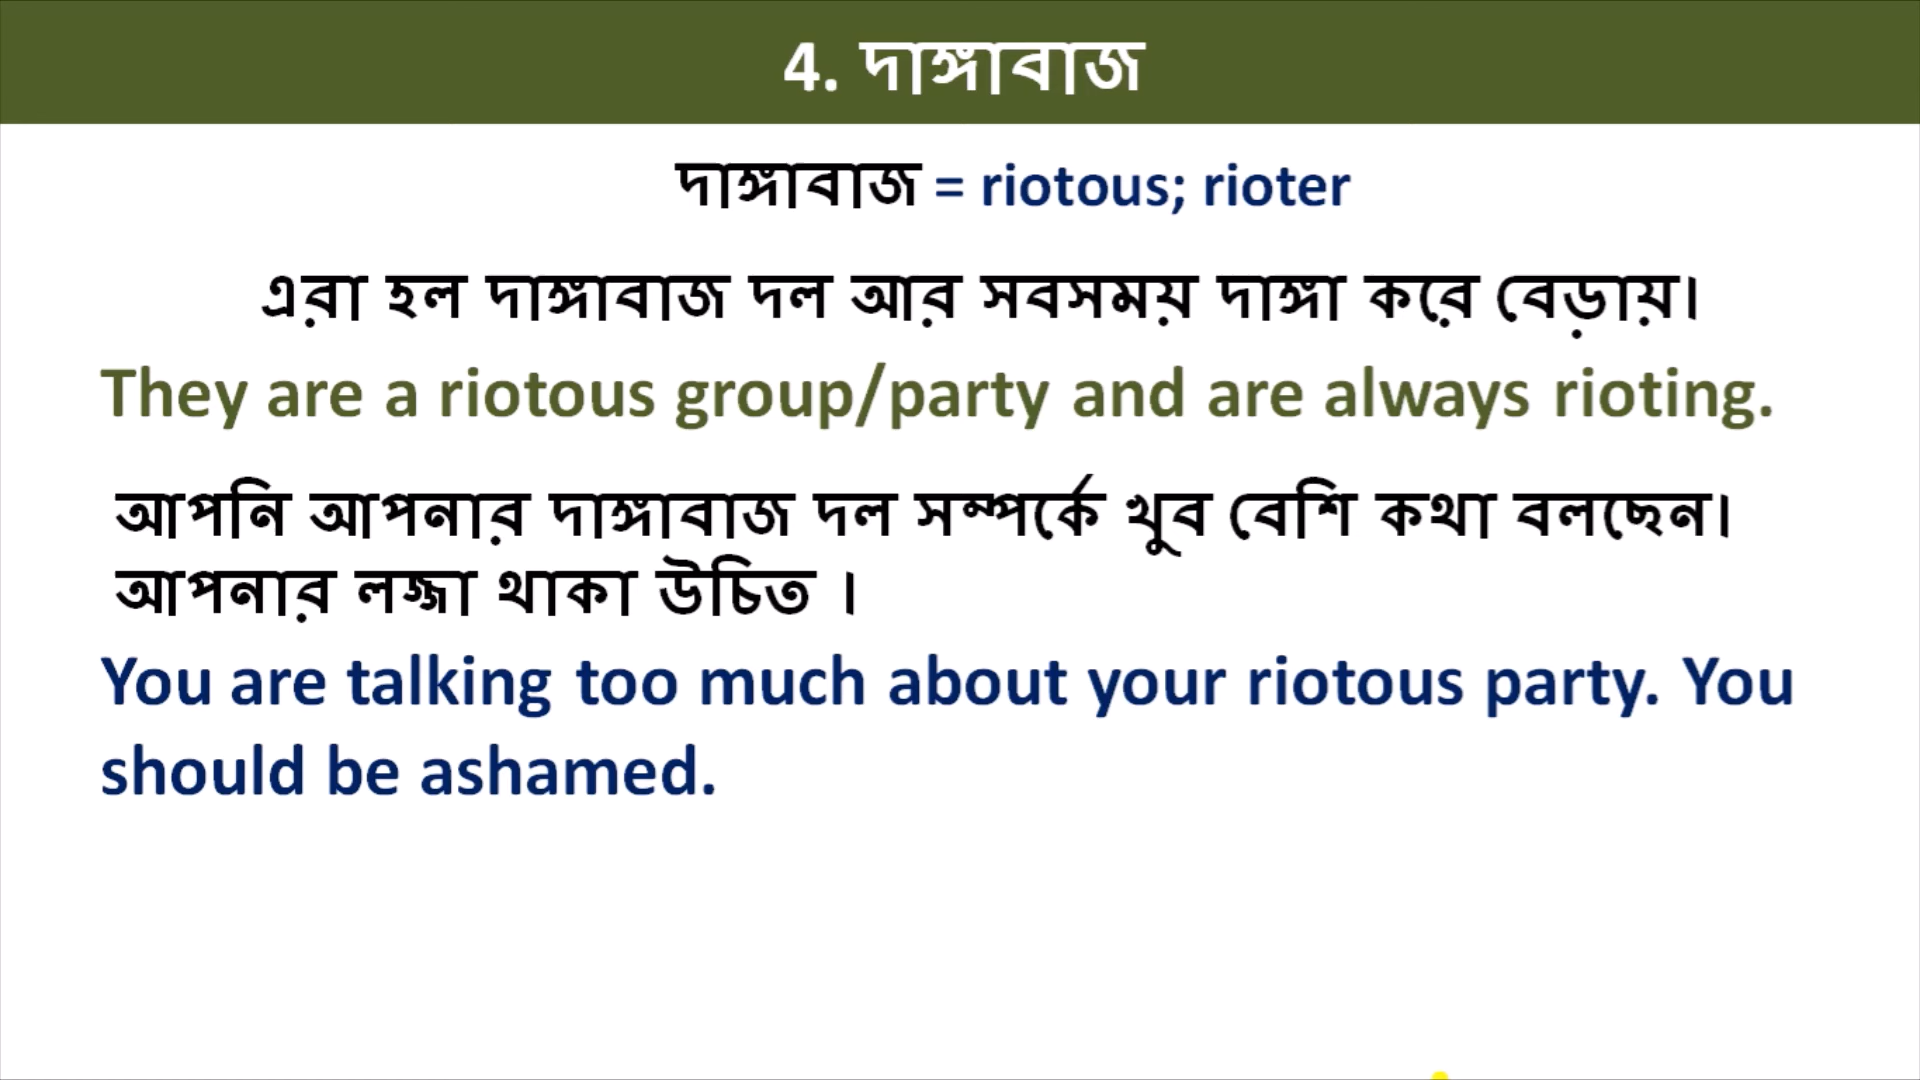 4. দাঙ্গাবাজ
দাঙ্গাবাজ = riotous; rioter
এরা হল দাঙ্গাবাজ দল আর সবসময় দাঙ্গা করে বেড়ায়।
They are a riotous group/party and are always rioting.
আপনি আপনার দাঙ্গাবাজ দল সম্পর্কে খুব বেশি কথা বলছেন।
আপনার লজ্জা থাকা উচিত ।
You are talking too much about your riotous party. You
should be ashamed.